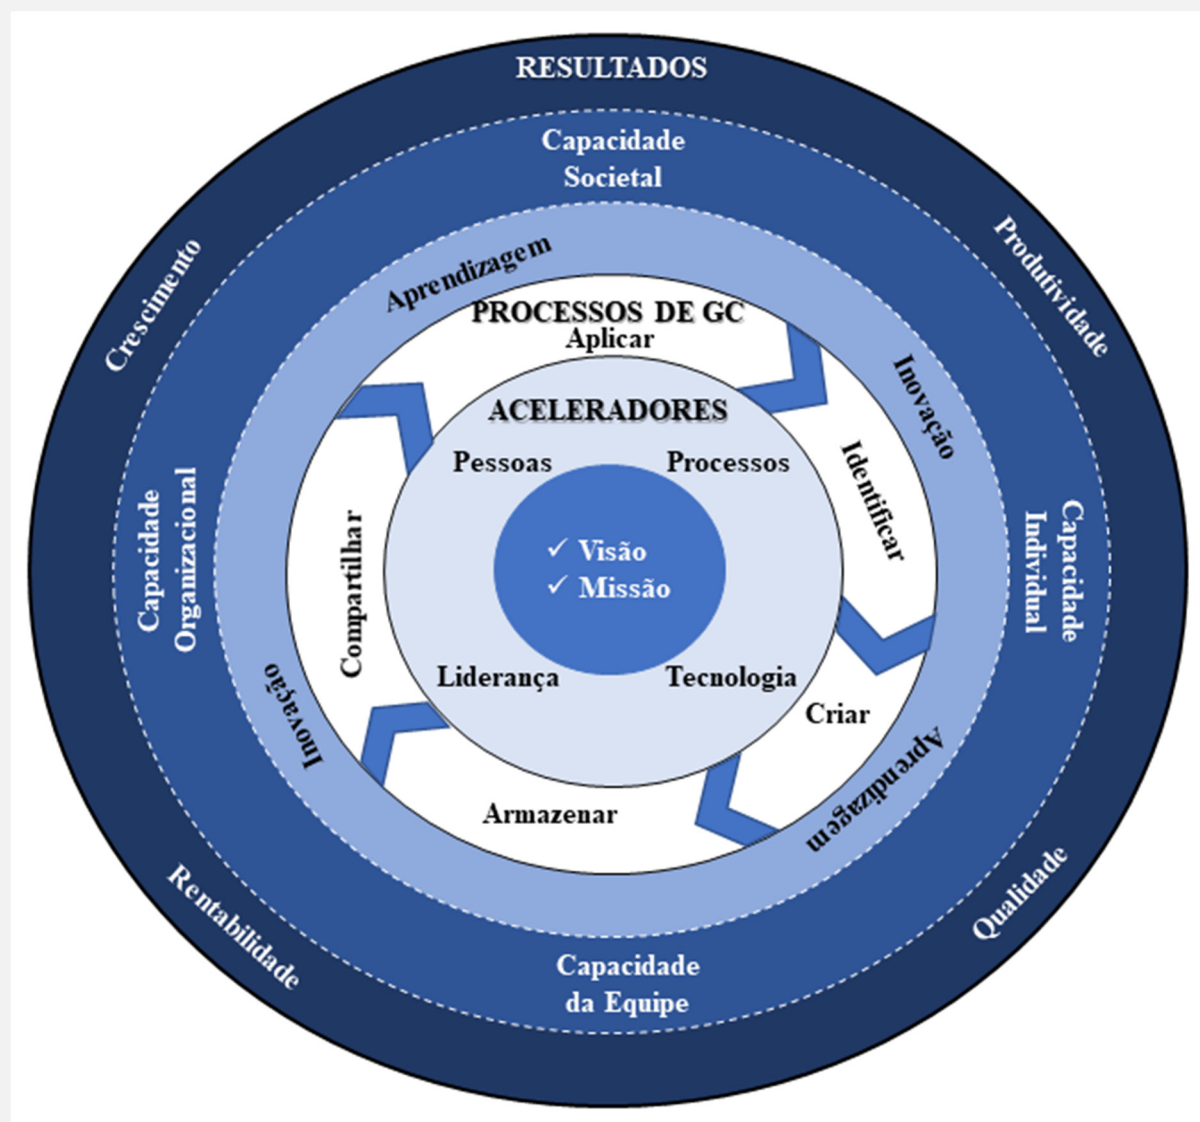 RESULTADOS
Capacidade
Societal
Crescimento
Produtividade
Aprendizagem
PROCESSOS DE GC
Aplicar
Inovação
ACELERADORES
Pessoas
Processos
Identificar
Capacidade
Organizacional
Compartilhar
✓ Visão
✓ Missão
Capacidade
Individual
Liderança
Tecnologia
Inovação
Criar
Armazenar
Aprendizagem
Rentabilidade
Qualidade
Capacidade
da Equipe